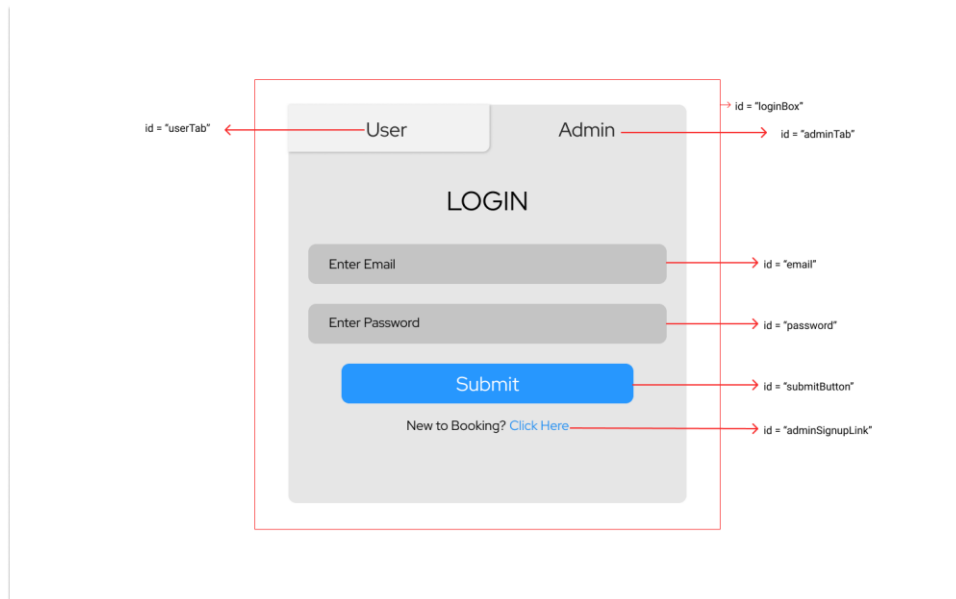 id = "loginBox"
id = "userTab"
User
Admin
id = "adminTab"
LOGIN
Enter Email
id = "email"
Enter Password
id = "password"
Submit
id = "submitButton"
New to Booking? Click Here
id = "adminSignupLink"